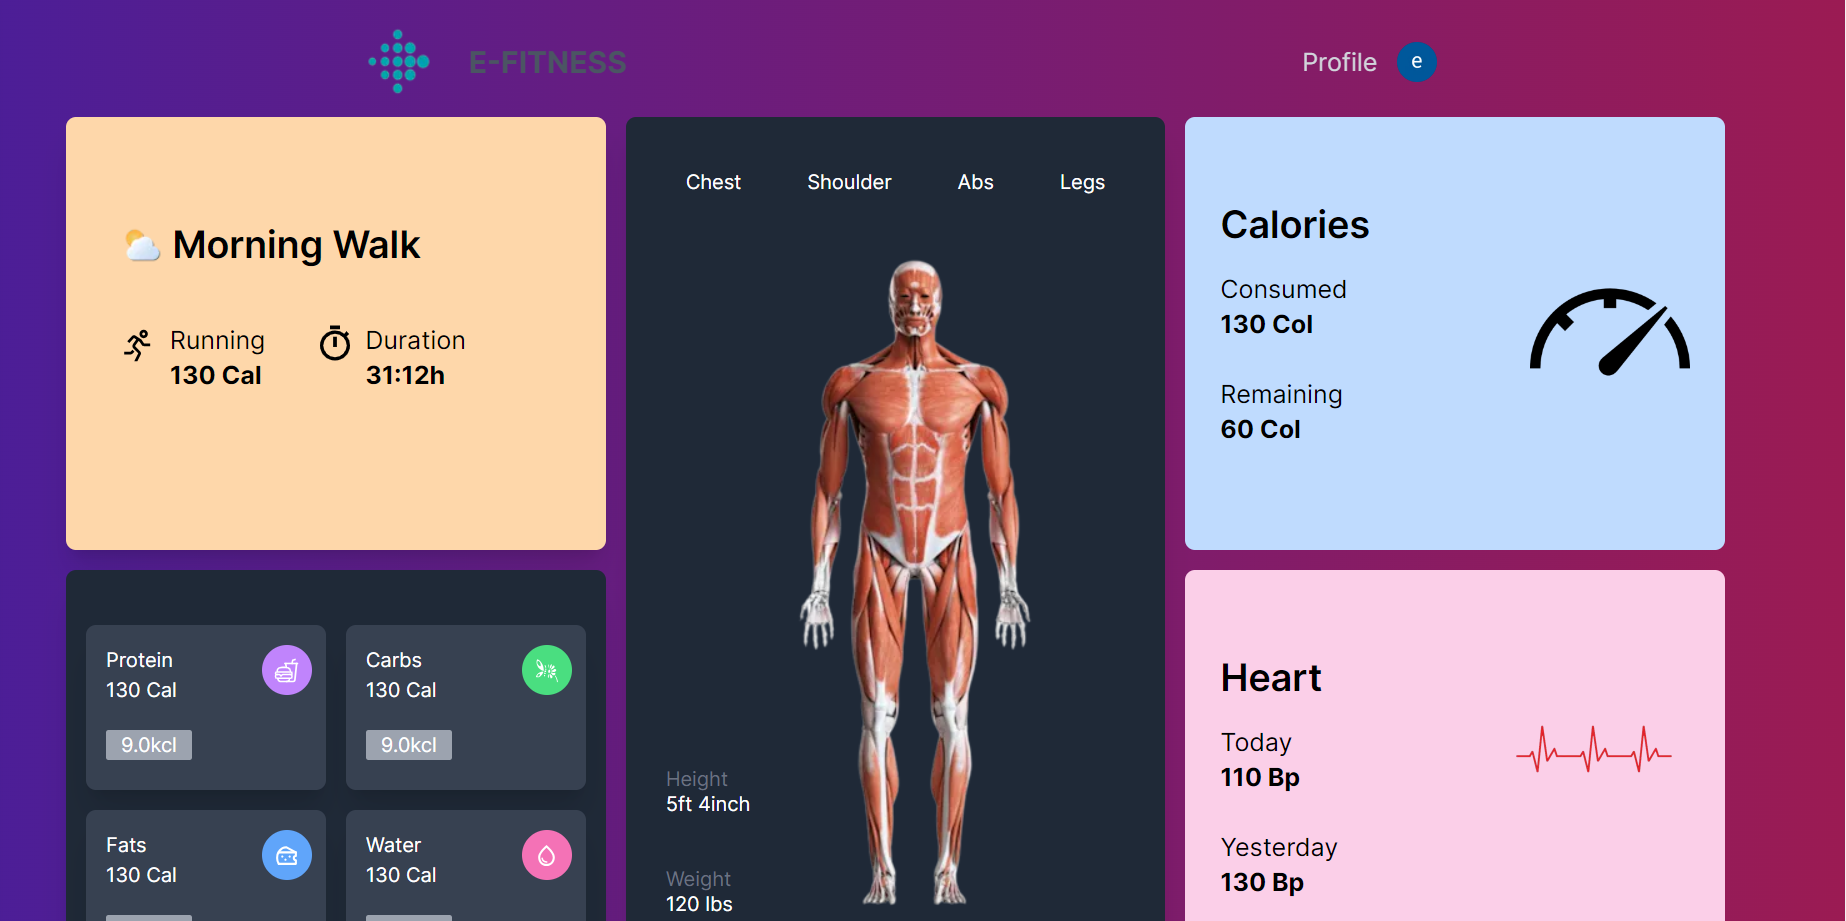 E-FITNESS
Profile
e
Morning Walk
Running
130 Cal
Duration
31:12h
Protein
130 Cal
9.0kcl
Carbs
130 Cal
9.0kcl
Fats
130 Cal
Water
130 Cal
Chest
Shoulder
Abs
Legs
Height
5ft 4inch
Weight
120 lbs
Calories
Consumed
130 Col
Remaining
60 Col
Heart
Today
110 Bp
Yesterday
130 Bp